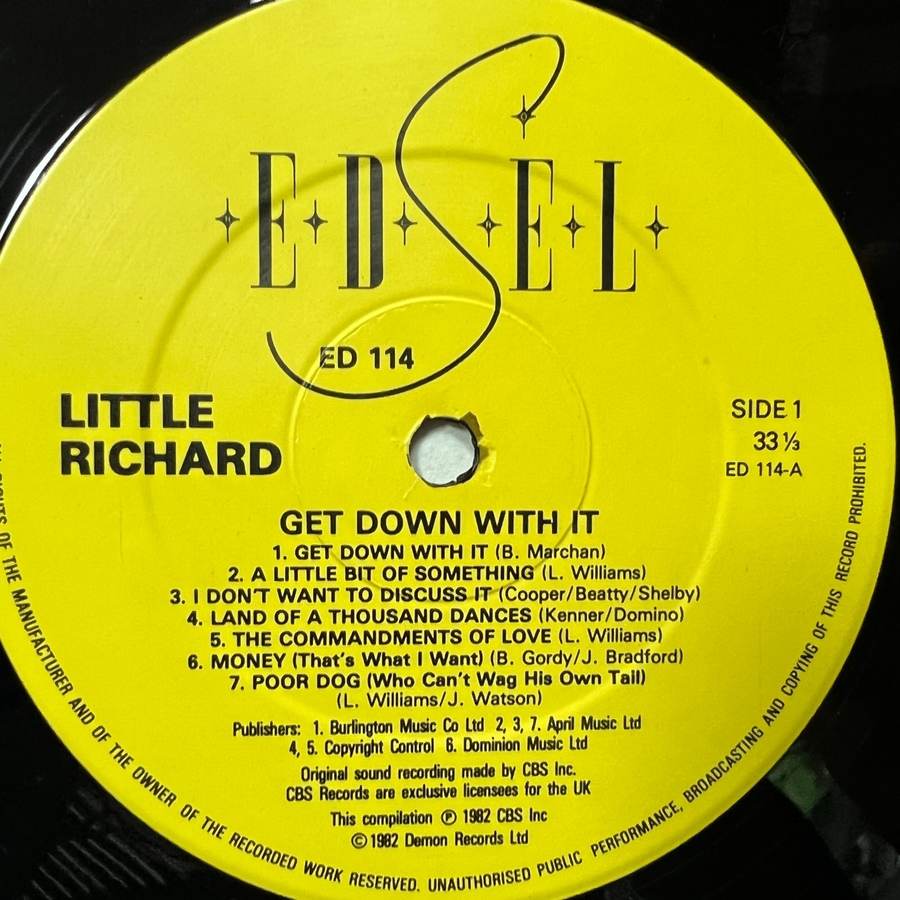 EDSEL
ED 114
LITTLE
RICHARD
SIDE 1
33 ⅓
ED 114-A
GET DOWN WITH IT
1. GET DOWN WITH IT (B. Marchan)
2. A LITTLE BIT OF SOMETHING (L. Williams)
3. I DON'T WANT TO DISCUSS IT (Cooper/Beatty/Shelby)
4. LAND OF A THOUSAND DANCES (Kenner/Domino)
5. THE COMMANDMENTS OF LOVE (L. Williams)
6. MONEY (That's What I Want) (B. Gordy/J. Bradford)
7. POOR DOG (Who Can't Wag His Own Tail)
(L. Williams/J. Watson)
Publishers: 1. Burlington Music Co Ltd 2, 3, 7. April Music Ltd
4, 5. Copyright Control 6. Dominion Music Ltd
Original sound recording made by CBS Inc.
CBS Records are exclusive licensees for the UK
This compilation ℗ 1982 CBS Inc
© 1982 Demon Records Ltd
OF THE MANUFACTURER AND OF THE OWNER OF THE RECORDED WORK RESERVED. UNAUTHORISED PUBLIC PERFORMANCE, BROADCASTING AND COPYING OF THIS RECORD PROHIBITED.